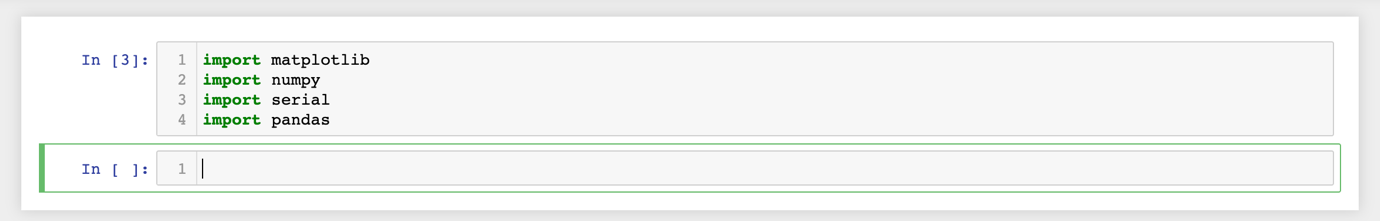 In [3]: 1 import matplotlib
2 import numpy
3 import serial
4 import pandas
In [ ]: 1